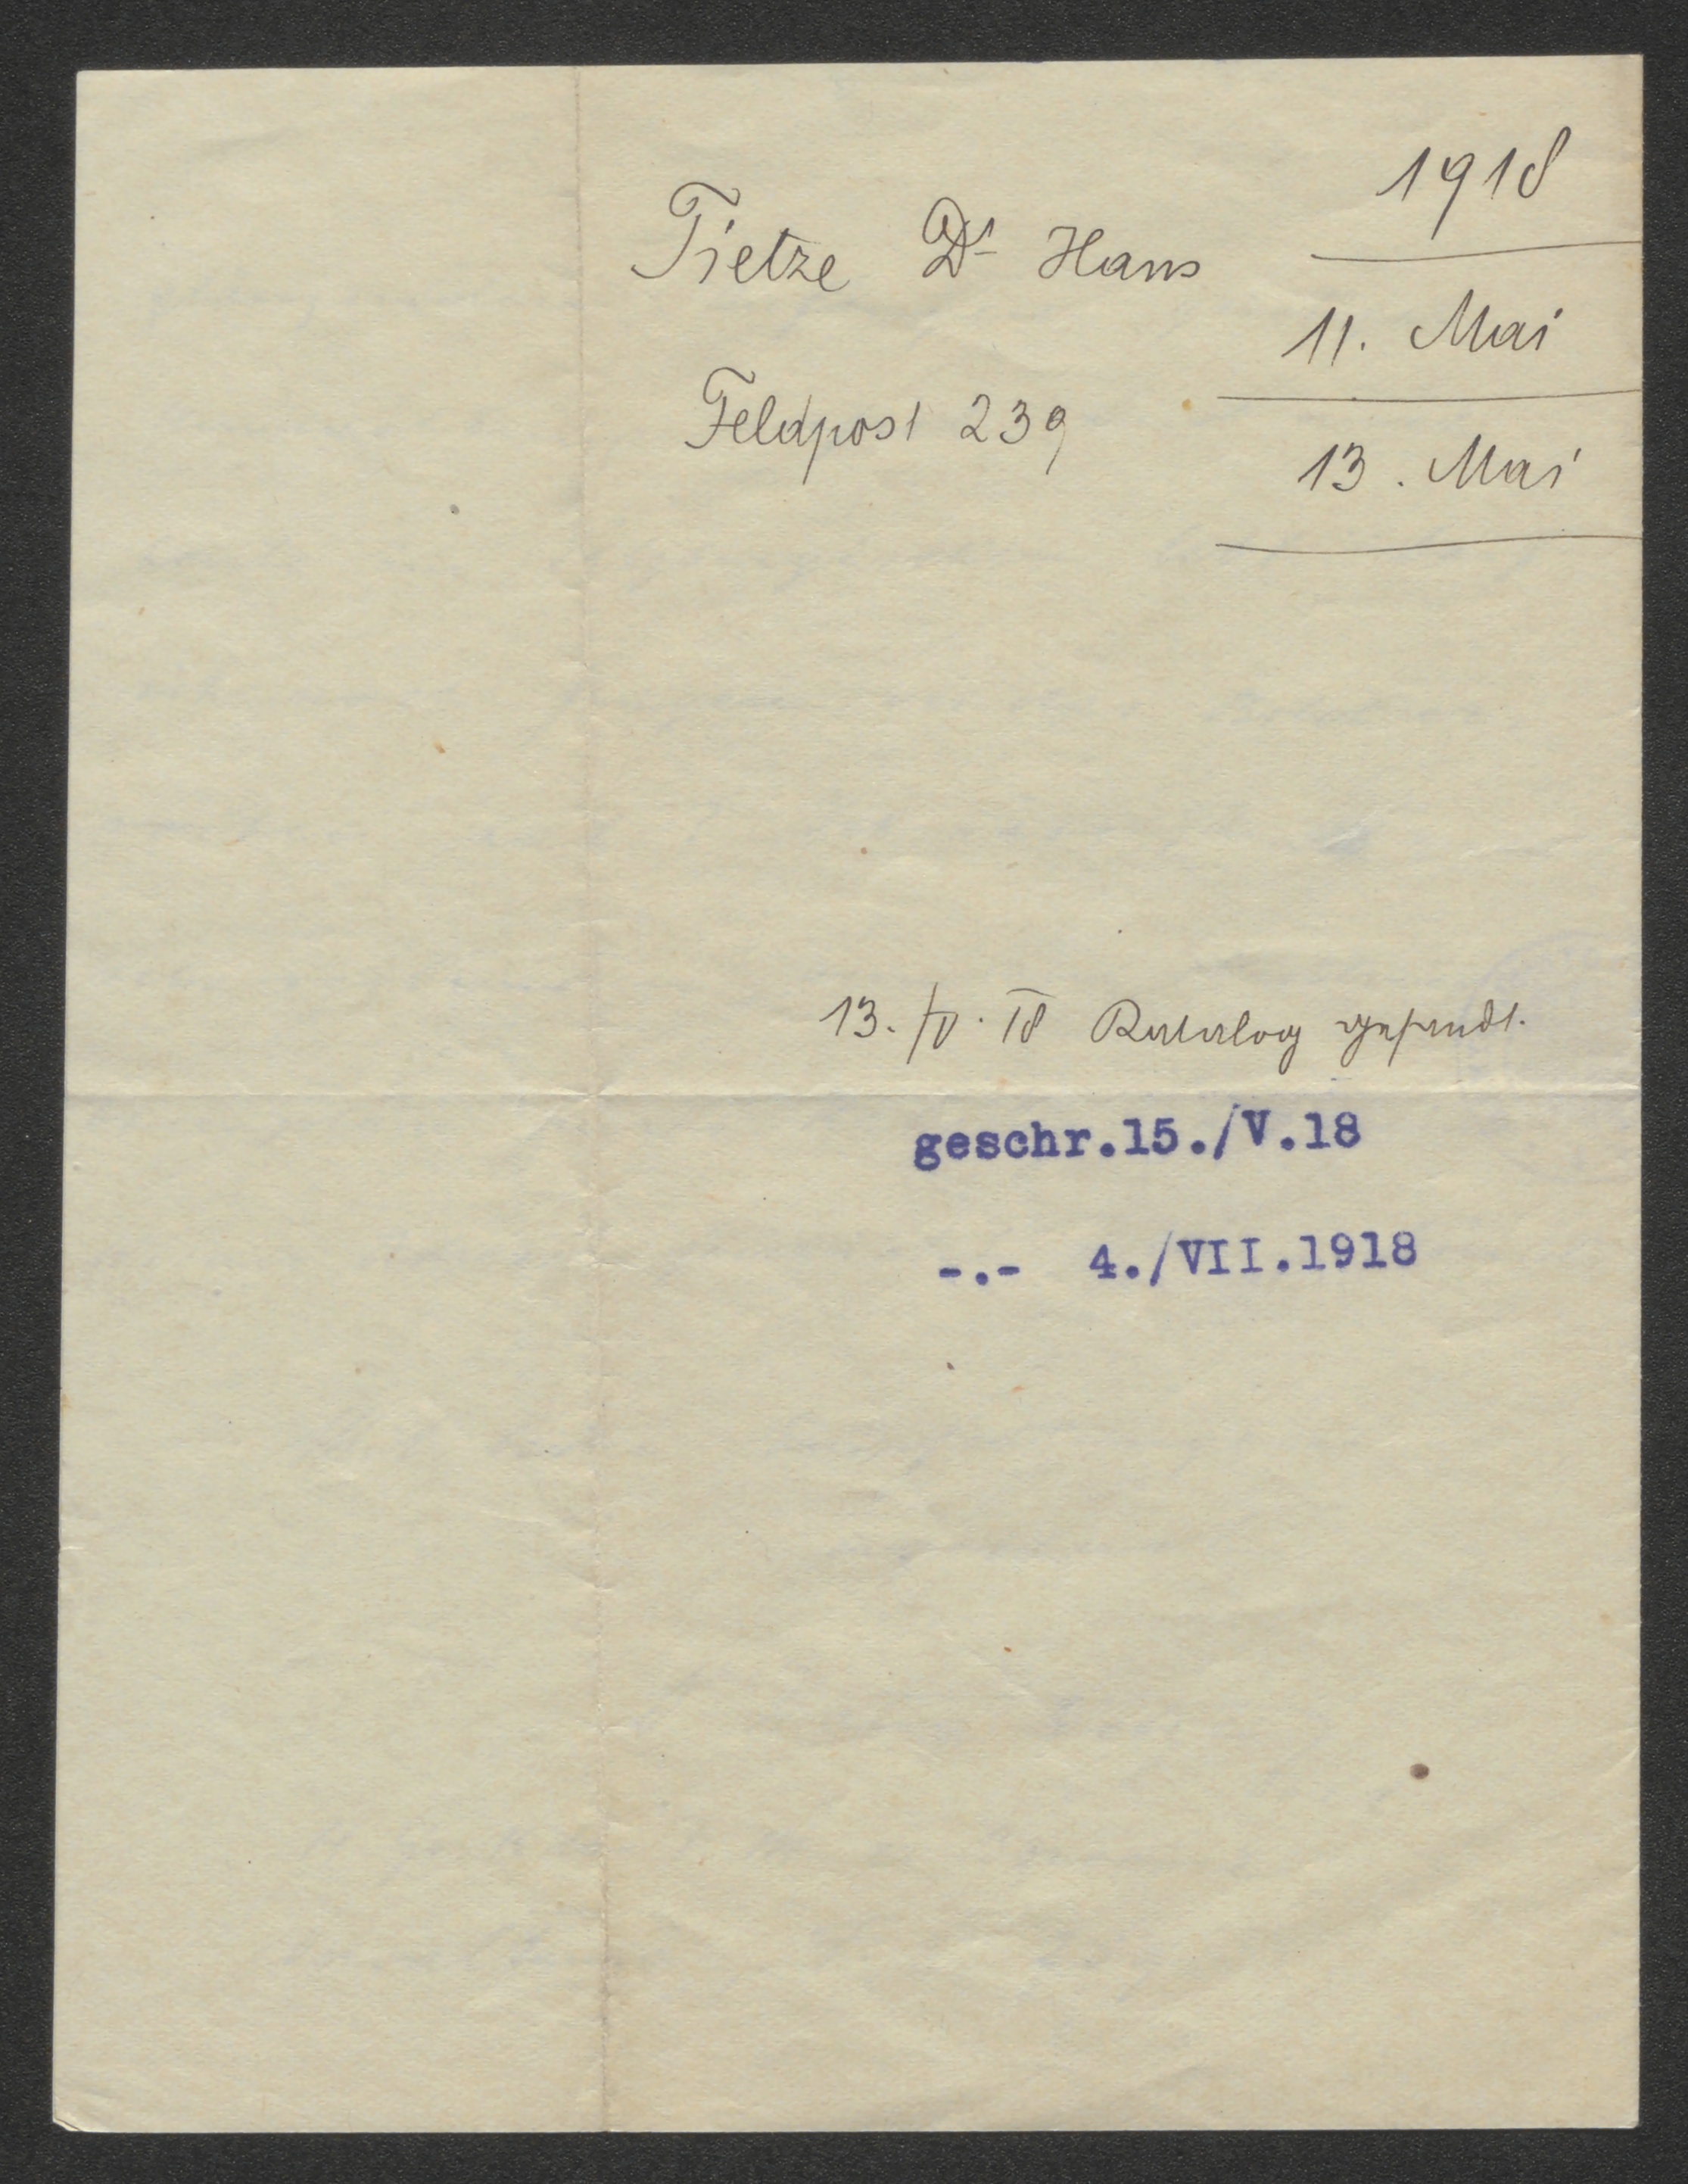 1918
Tietze Dr Hans
11. Mai
Feldpost 239
13. Mai
13./V. 18 Katalog gesandt.
geschr.15./V.18
-.- 4./VII.1918